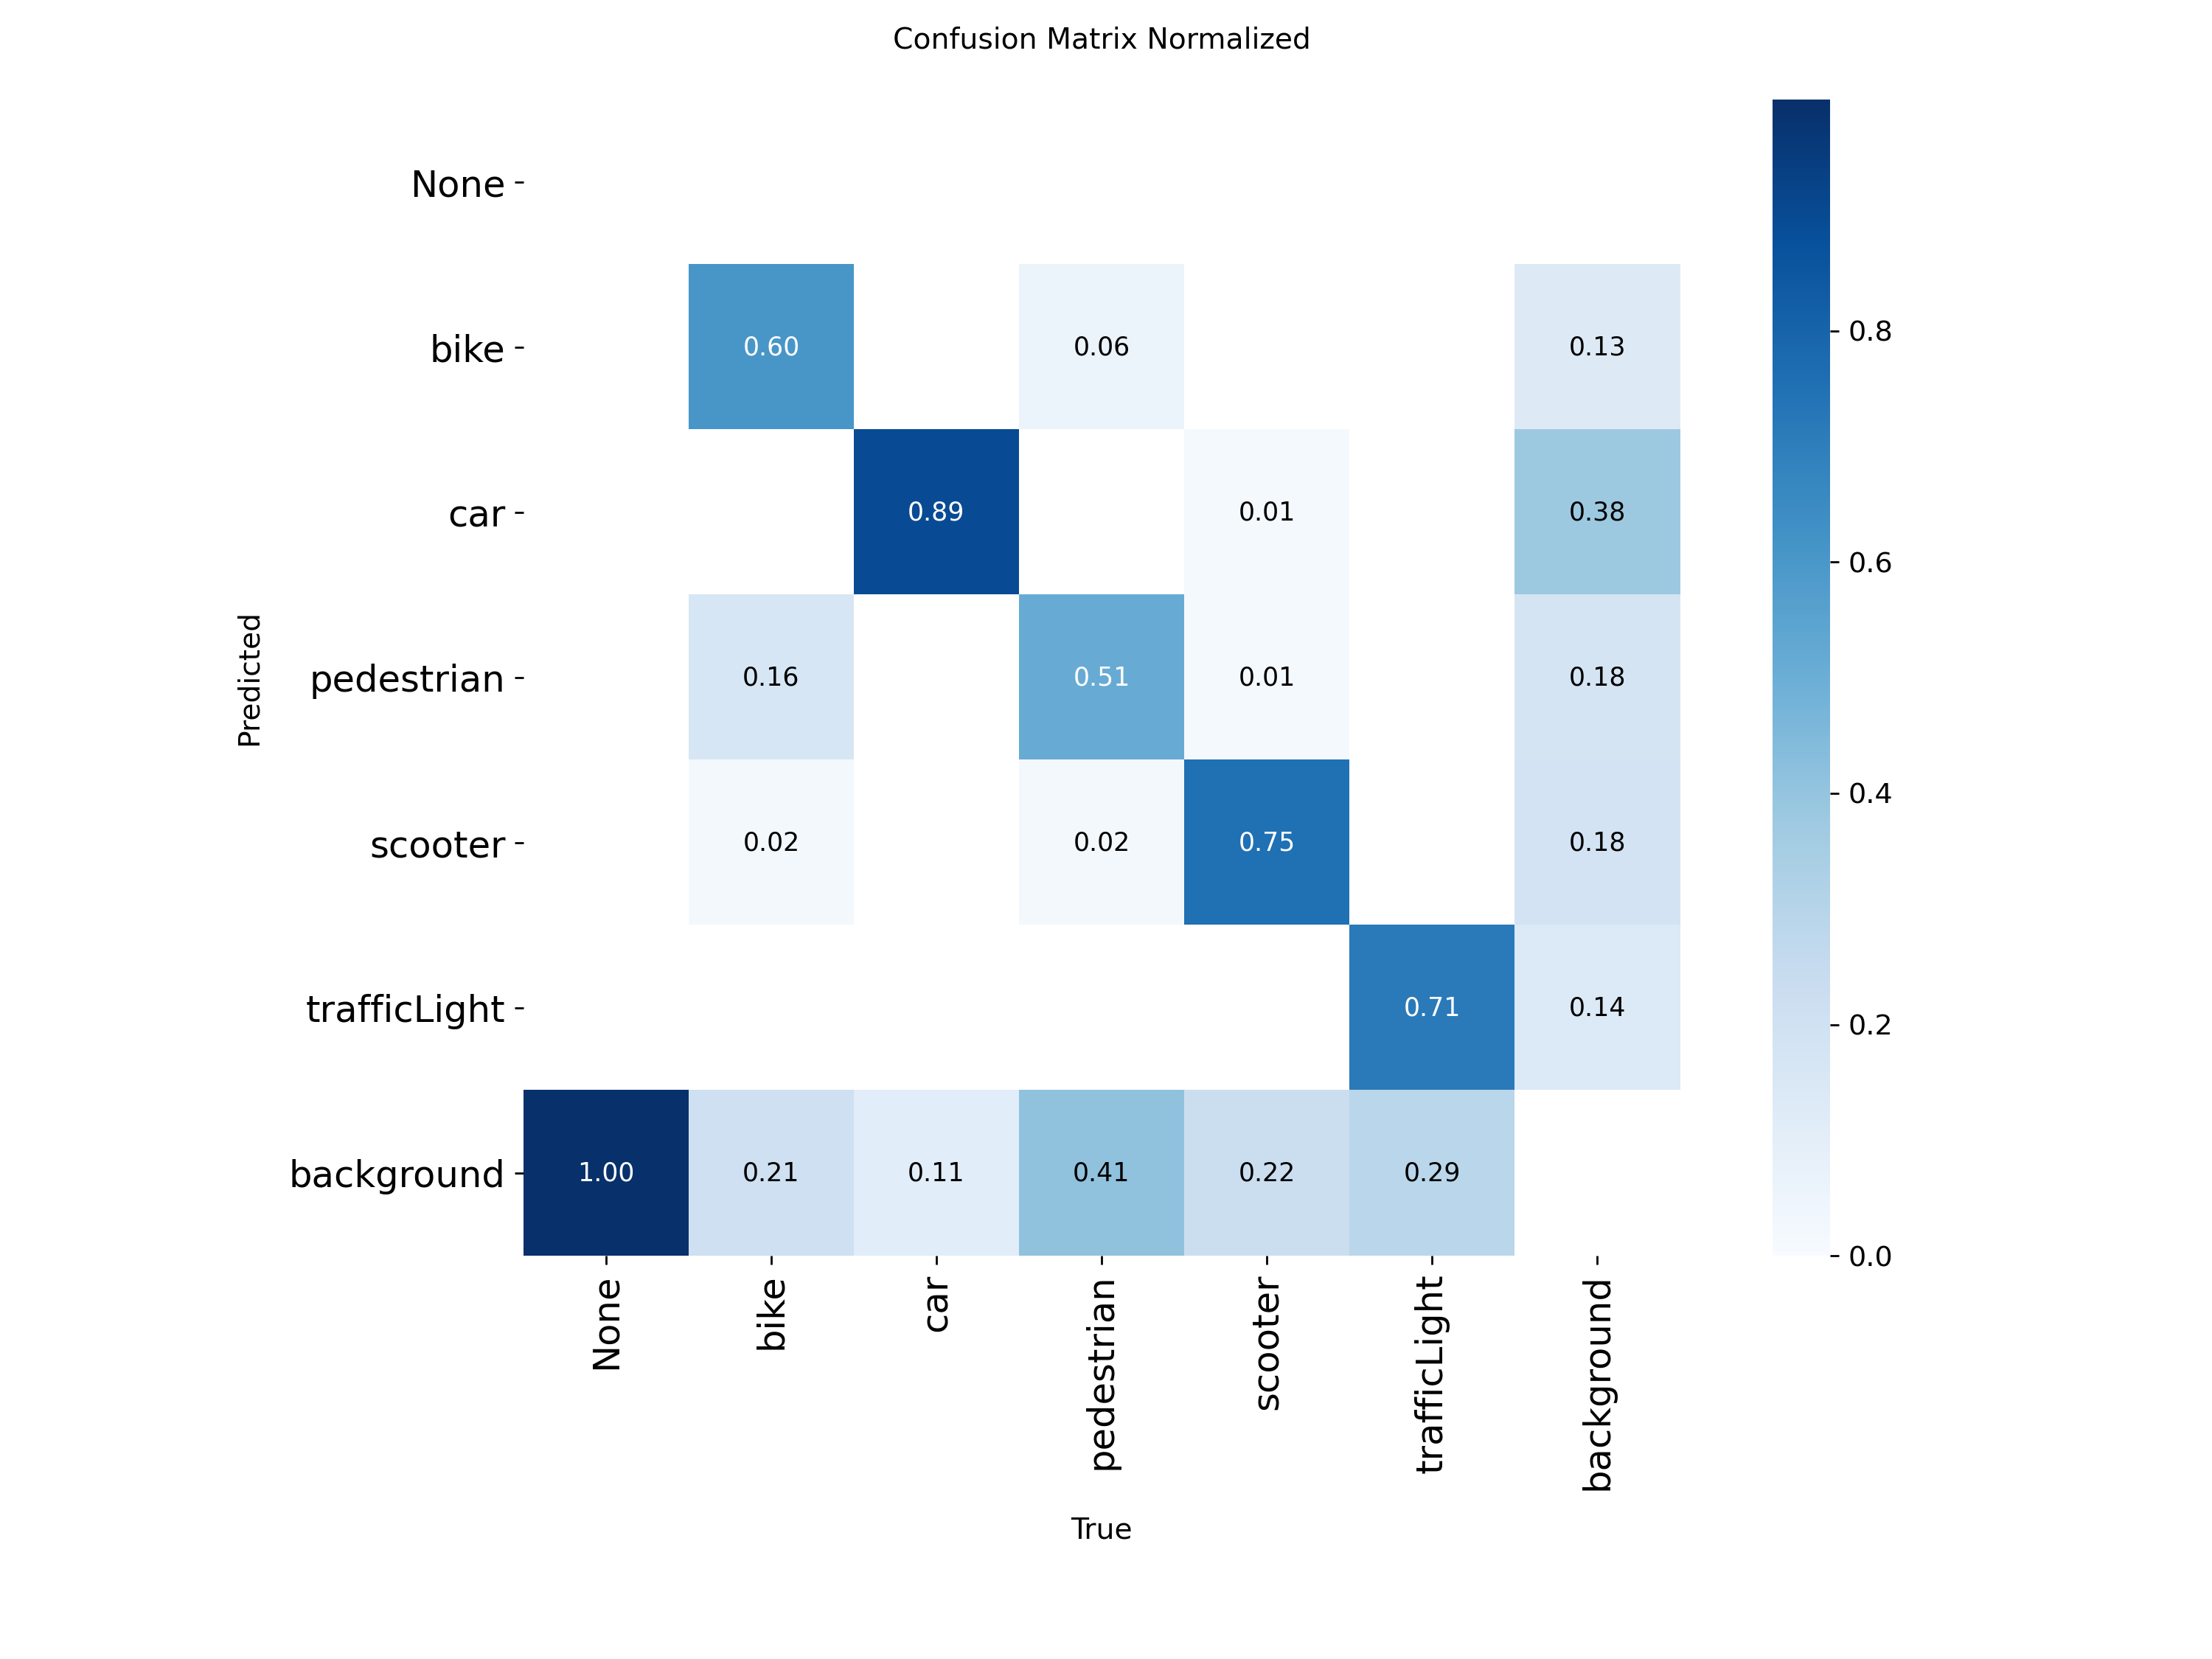 Confusion Matrix Normalized
None
bike 0.60 0.06 0.13
car 0.89 0.01 0.38
pedestrian 0.16 0.51 0.01 0.18
scooter 0.02 0.02 0.75 0.18
trafficLight 0.71 0.14
background 1.00 0.21 0.11 0.41 0.22 0.29
Predicted
None bike car pedestrian scooter trafficLight background
True
0.8
0.6
0.4
0.2
0.0